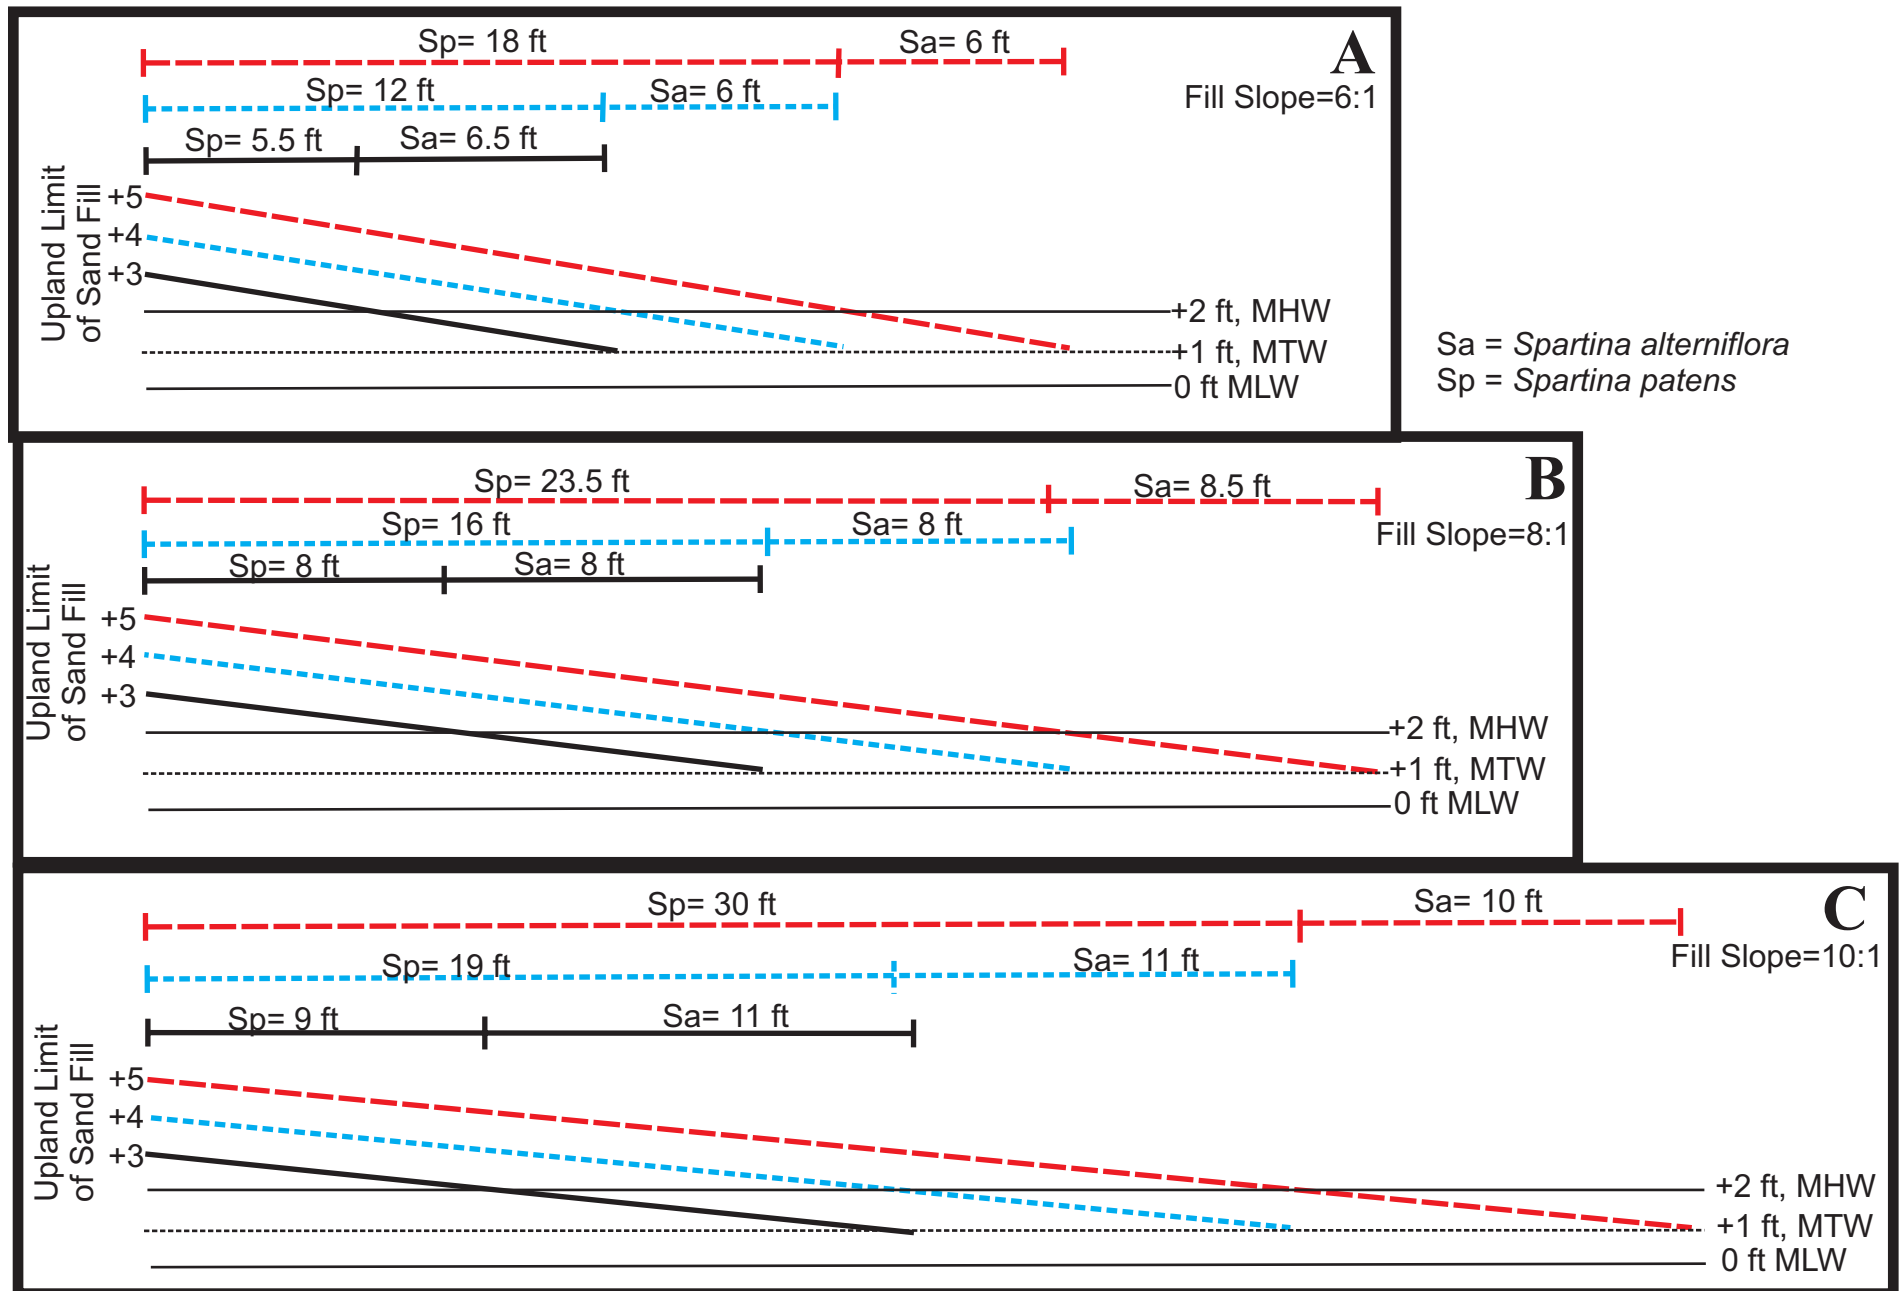 A
Fill Slope=6:1
Sp= 18 ft
Sa= 6 ft
Sp= 12 ft
Sa= 6 ft
Sp= 5.5 ft
Sa= 6.5 ft
Upland Limit
of Sand Fill
+5
+4
+3
+2 ft, MHW
+1 ft, MTW
0 ft MLW
Sa = Spartina alterniflora
Sp = Spartina patens
B
Fill Slope=8:1
Sp= 23.5 ft
Sa= 8.5 ft
Sp= 16 ft
Sa= 8 ft
Sp= 8 ft
Sa= 8 ft
Upland Limit
of Sand Fill
+5
+4
+3
+2 ft, MHW
+1 ft, MTW
0 ft MLW
C
Fill Slope=10:1
Sp= 30 ft
Sa= 10 ft
Sp= 19 ft
Sa= 11 ft
Sp= 9 ft
Sa= 11 ft
Upland Limit
of Sand Fill
+5
+4
+3
+2 ft, MHW
+1 ft, MTW
0 ft MLW